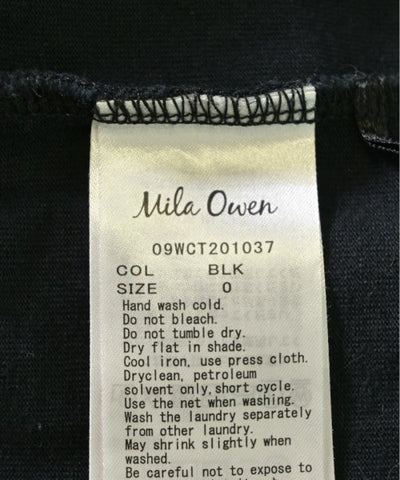 Mila Owen
09WCT201037
COL BLK
SIZE 0
Hand wash cold.
Do not bleach.
Do not tumble dry.
Dry flat in shade.
Cool iron, use press cloth.
Dryclean, petroleum
solvent only, short cycle.
Use the net when washing.
Wash the laundry separately
from other laundry.
May shrink slightly when
washed.
Be careful not to expose to